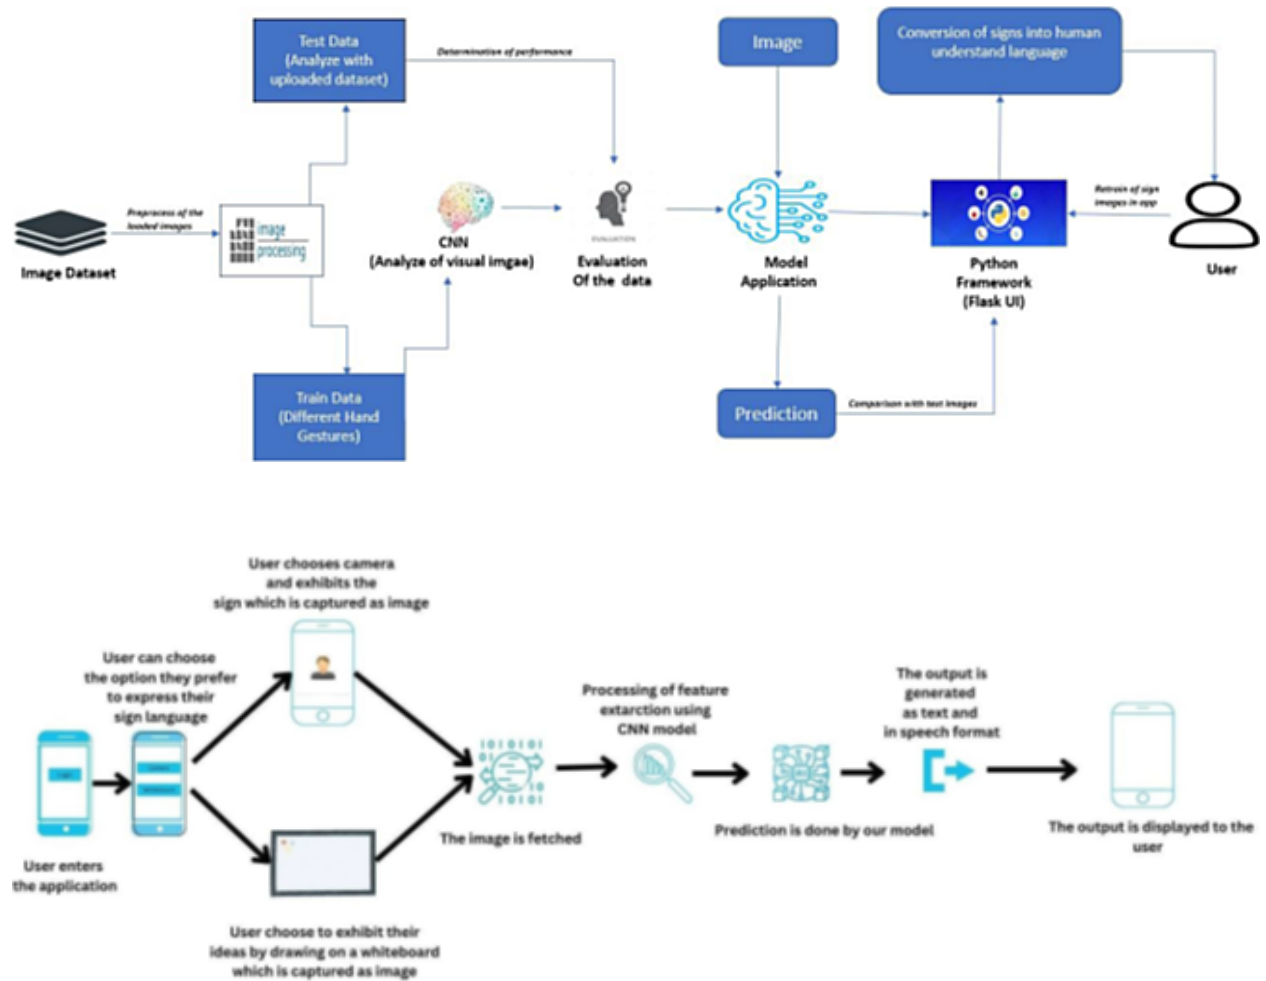 Test Data
(Analyze with
uploaded dataset)
Determination of performance
Image
Conversion of signs into human
understand language
Preprocess of the
loaded images
image
processing
Image Dataset
CNN
(Analyze of visual imgae)
EVALUATION
Evaluation
Of the data
Model
Application
Python
Framework
(Flask UI)
Retrain of sign
images in app
User
Train Data
(Different Hand
Gestures)
Prediction
Comparison with test images
User chooses camera
and exhibits the
sign which is captured as image
User can choose
the option they prefer
to express their
sign language
User enters
the application
User choose to exhibit their
ideas by drawing on a whiteboard
which is captured as image
The image is fetched
Processing of feature
extarction using
CNN model
Prediction is done by our model
The output is
generated
as text and
in speech format
The output is displayed to the
user